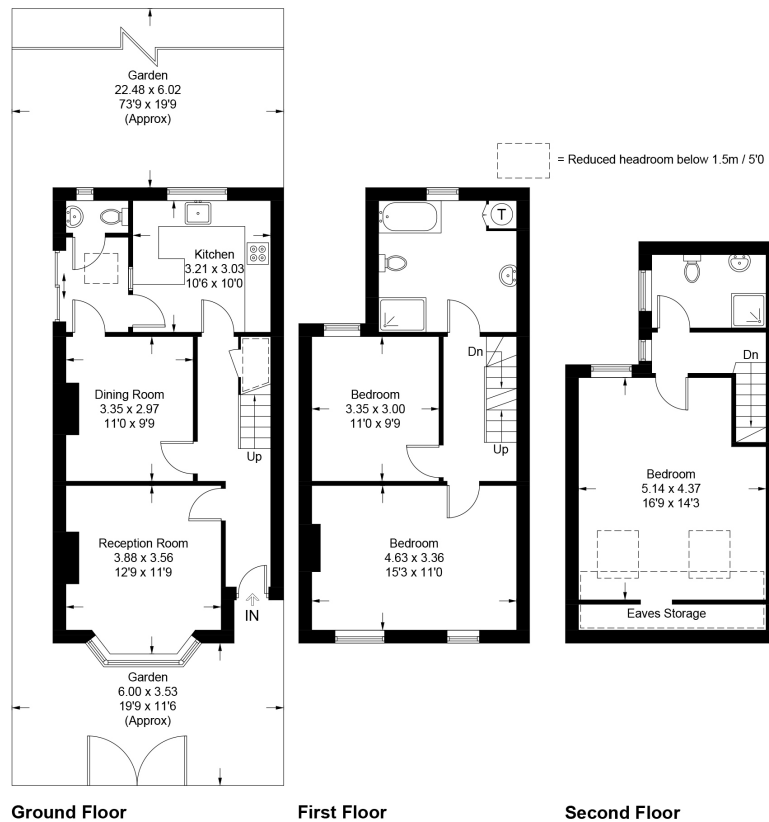 Garden
22.48 x 6.02
73'9 x 19'9
(Approx)
= Reduced headroom below 1.5m / 5'0
Kitchen
3.21 x 3.03
10'6 x 10'0
Dining Room
3.35 x 2.97
11'0 x 9'9
Up
Reception Room
3.88 x 3.56
12'9 x 11'9
IN
Garden
6.00 x 3.53
19'9 x 11'6
(Approx)
Ground Floor
T
Dn
Bedroom
3.35 x 3.00
11'0 x 9'9
Up
Bedroom
4.63 x 3.36
15'3 x 11'0
First Floor
Dn
Bedroom
5.14 x 4.37
16'9 x 14'3
Eaves Storage
Second Floor